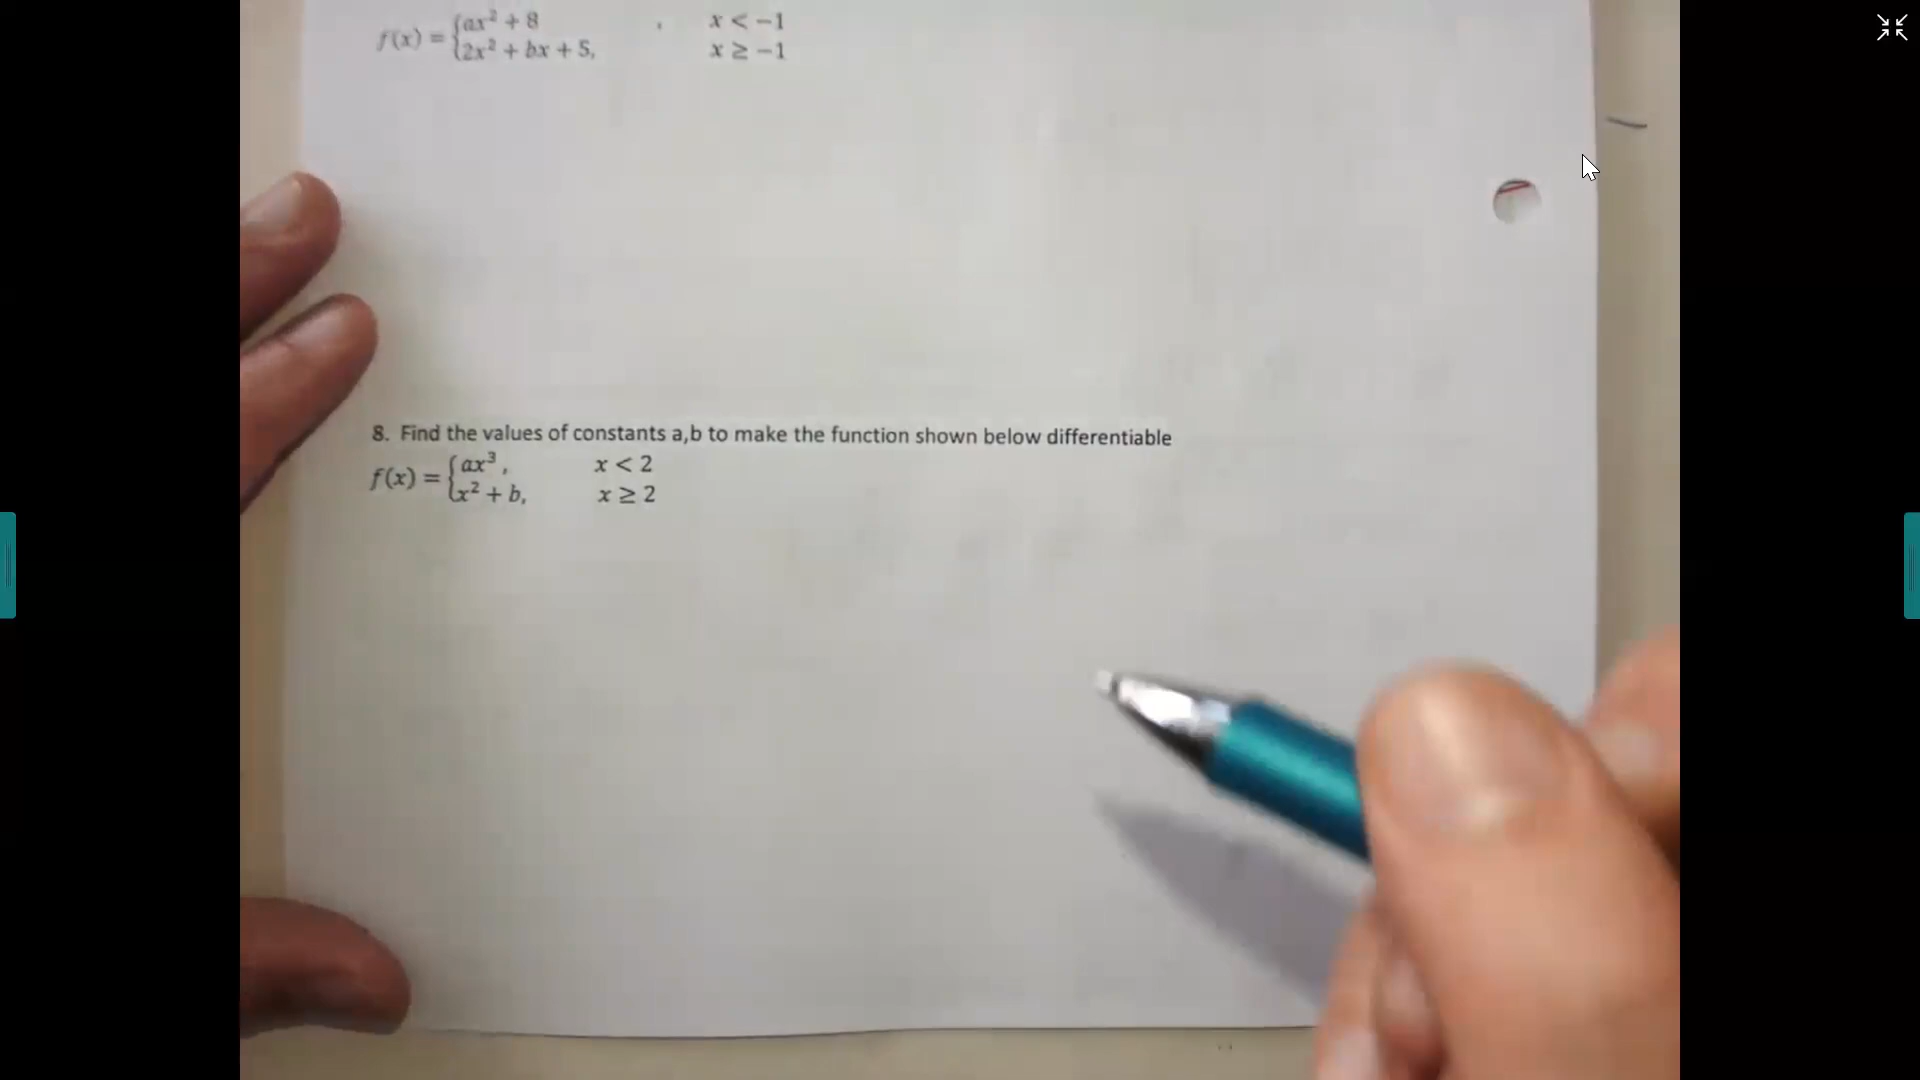 f(x) = {ax² + 8 , x < −1
{2x² + bx + 5, x ≥ −1
8. Find the values of constants a,b to make the function shown below differentiable
f(x) = {ax³ , x < 2
{x² + b, x ≥ 2